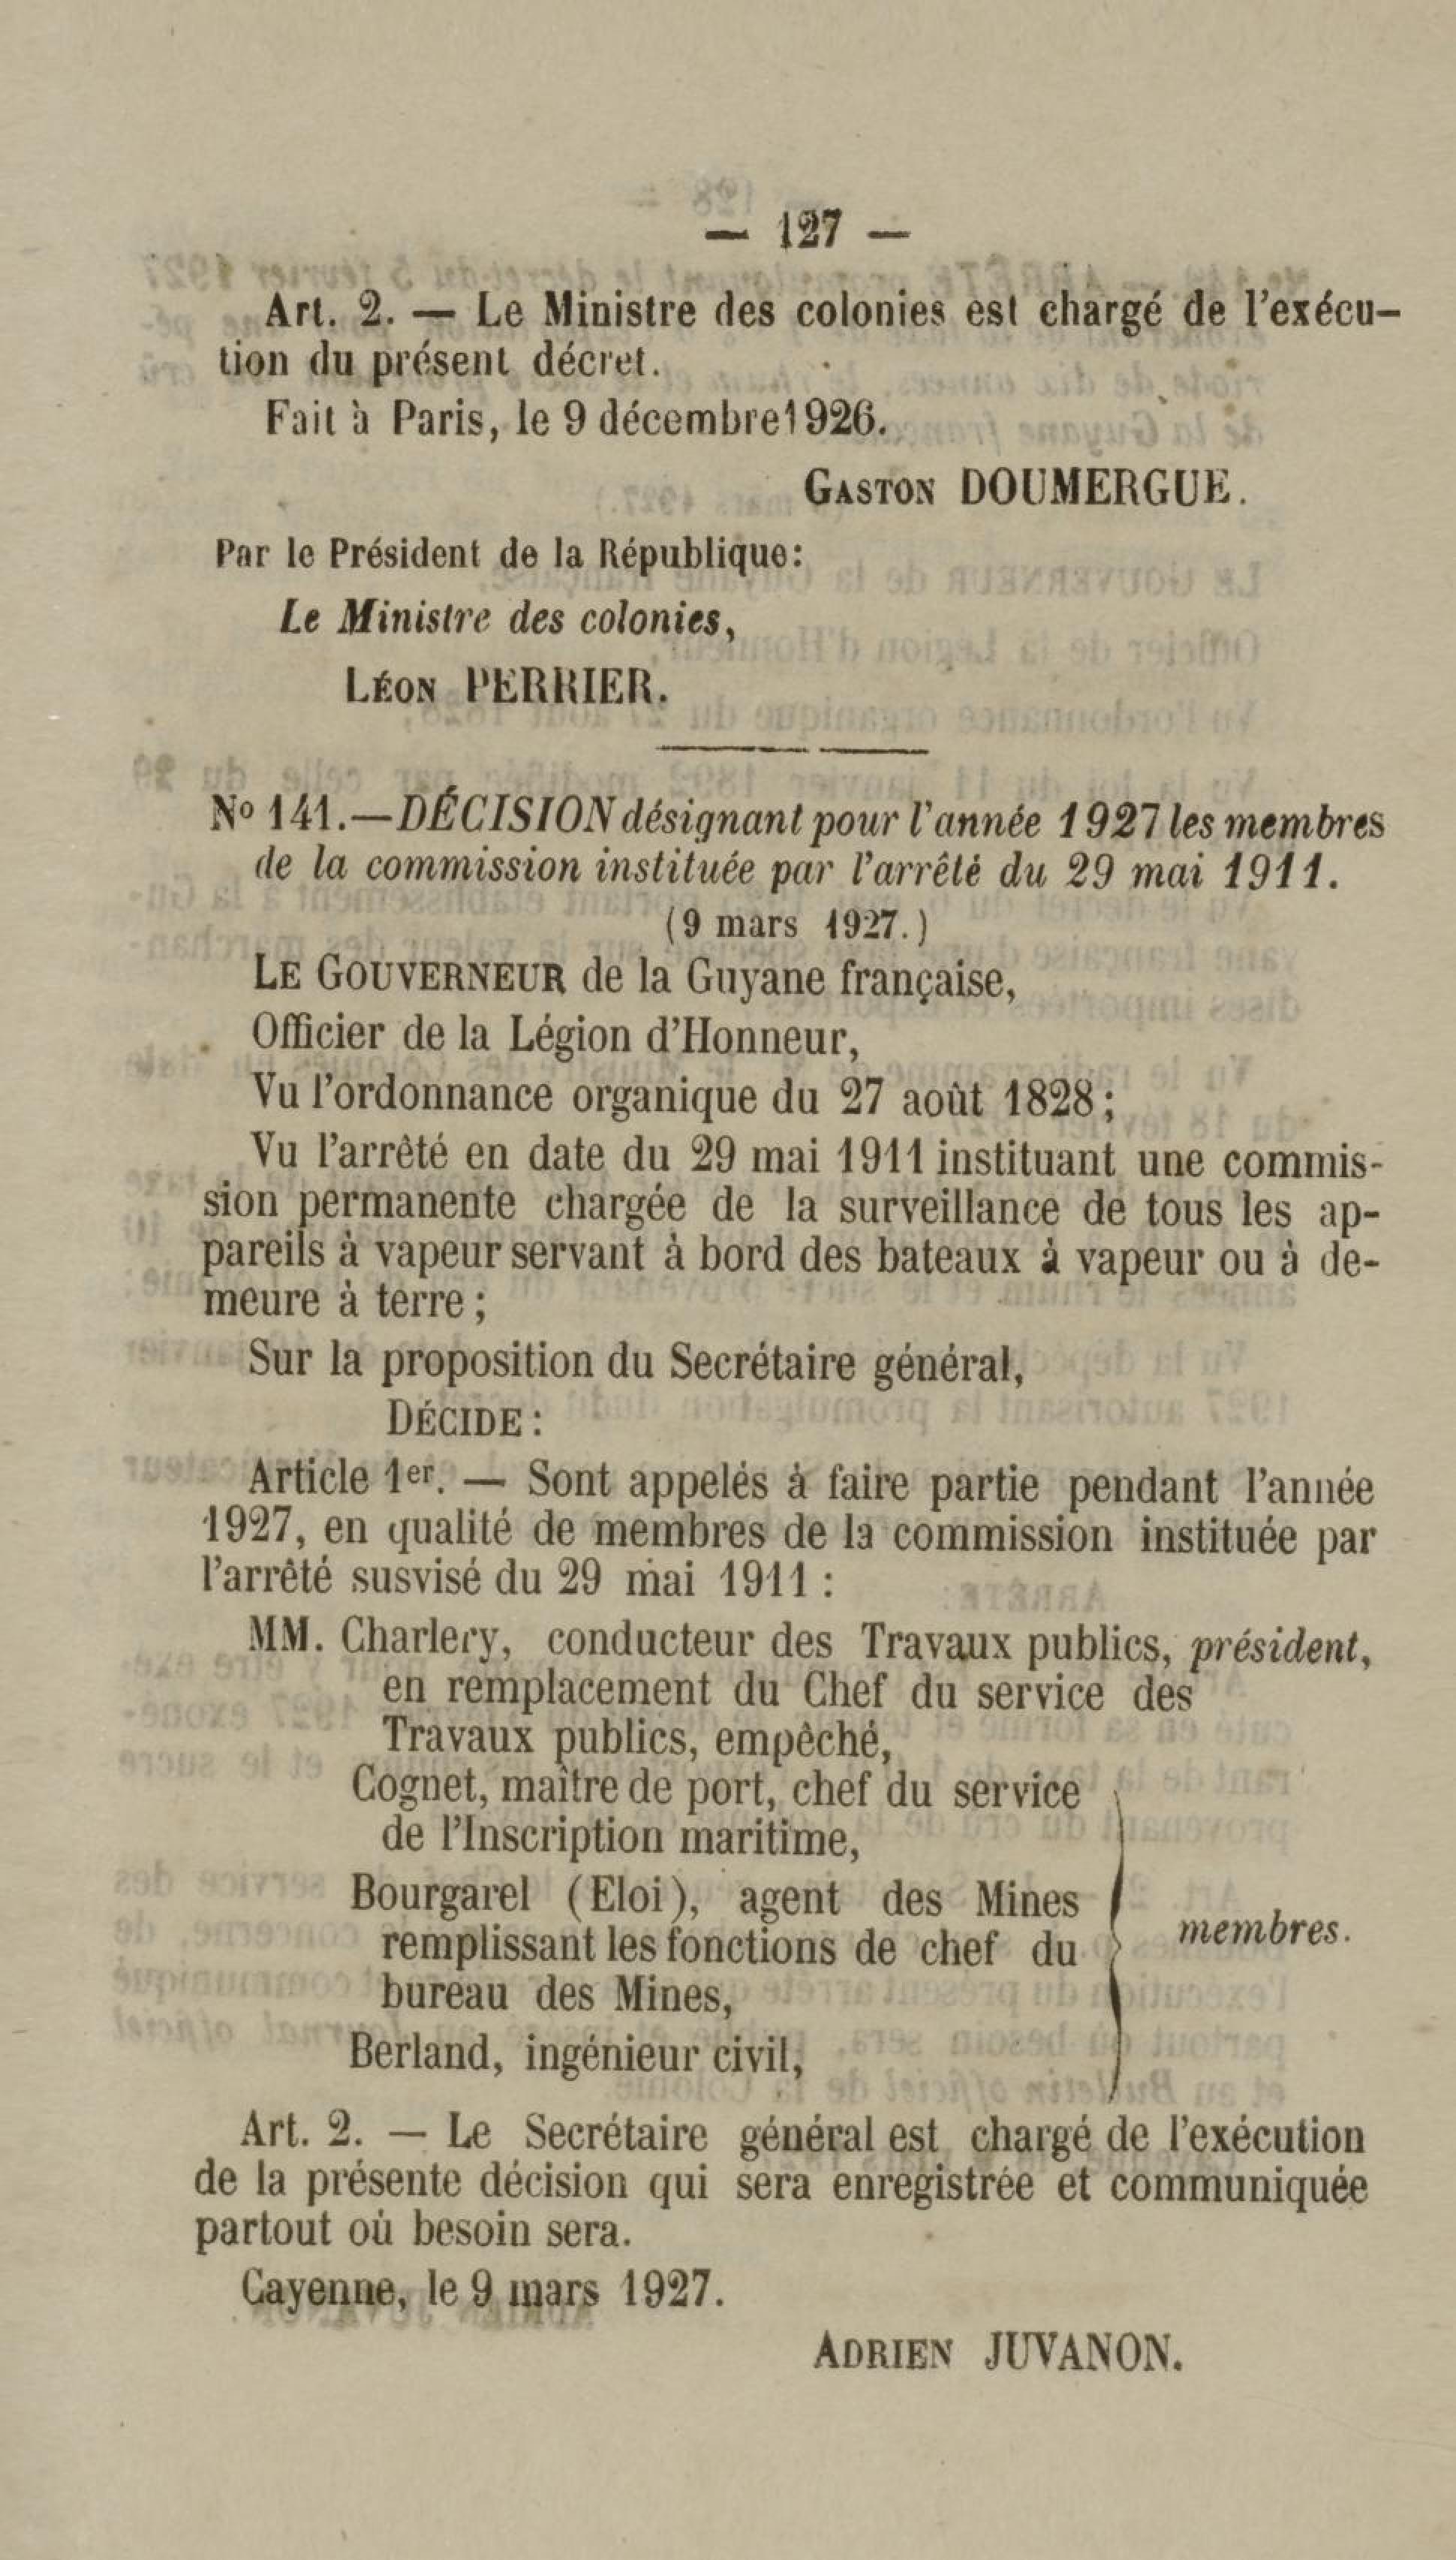 — 127 —
Art. 2. — Le Ministre des colonies est chargé de l'exécu-
tion du présent décret.
Fait à Paris, le 9 décembre 1926.
GASTON DOUMERGUE.
Par le Président de la République:
Le Ministre des colonies,
LÉON PERRIER.
No 141.—DÉCISION désignant pour l'année 1927 les membres
de la commission instituée par l'arrêté du 29 mai 1911.
(9 mars 1927.)
LE GOUVERNEUR de la Guyane française,
Officier de la Légion d'Honneur,
Vu l'ordonnance organique du 27 août 1828;
Vu l'arrêté en date du 29 mai 1911 instituant une commis-
sion permanente chargée de la surveillance de tous les ap-
pareils à vapeur servant à bord des bateaux à vapeur ou à de-
meure à terre;
Sur la proposition du Secrétaire général,
DÉCIDE:
Article 1er. — Sont appelés à faire partie pendant l'année
1927, en qualité de membres de la commission instituée par
l'arrêté susvisé du 29 mai 1911:
MM. Charlery, conducteur des Travaux publics, président,
en remplacement du Chef du service des
Travaux publics, empêché,
Cognet, maître de port, chef du service
de l'Inscription maritime,
Bourgarel (Eloi), agent des Mines
remplissant les fonctions de chef du
membres.
bureau des Mines,
Berland, ingénieur civil,
Art. 2. — Le Secrétaire général est chargé de l'exécution
de la présente décision qui sera enregistrée et communiquée
partout où besoin sera.
Cayenne, le 9 mars 1927.
ADRIEN JUVANON.